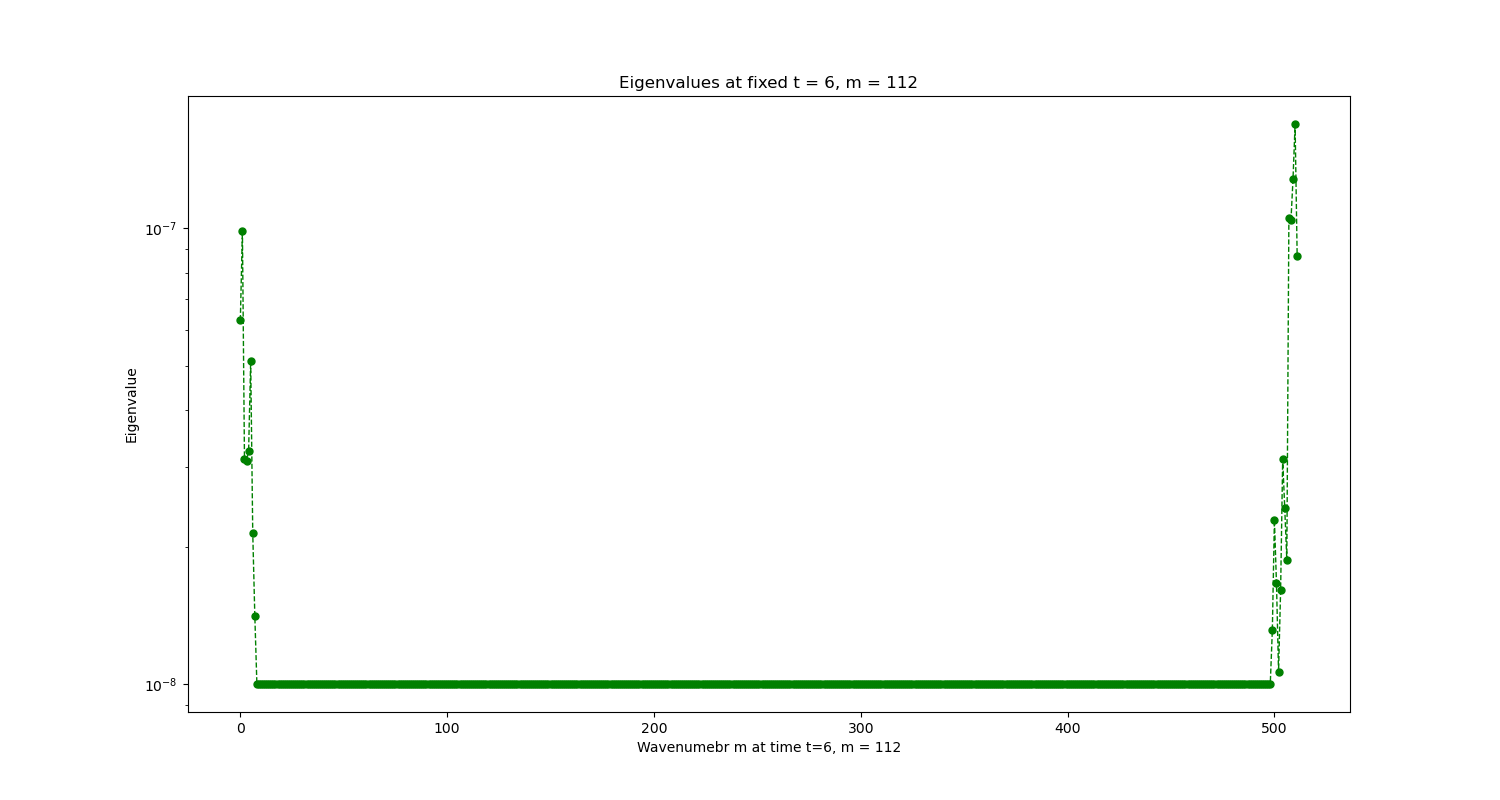 Eigenvalues at fixed t = 6, m = 112
10⁻⁷
10⁻⁸
Eigenvalue
0 100 200 300 400 500
Wavenumebr m at time t=6, m = 112